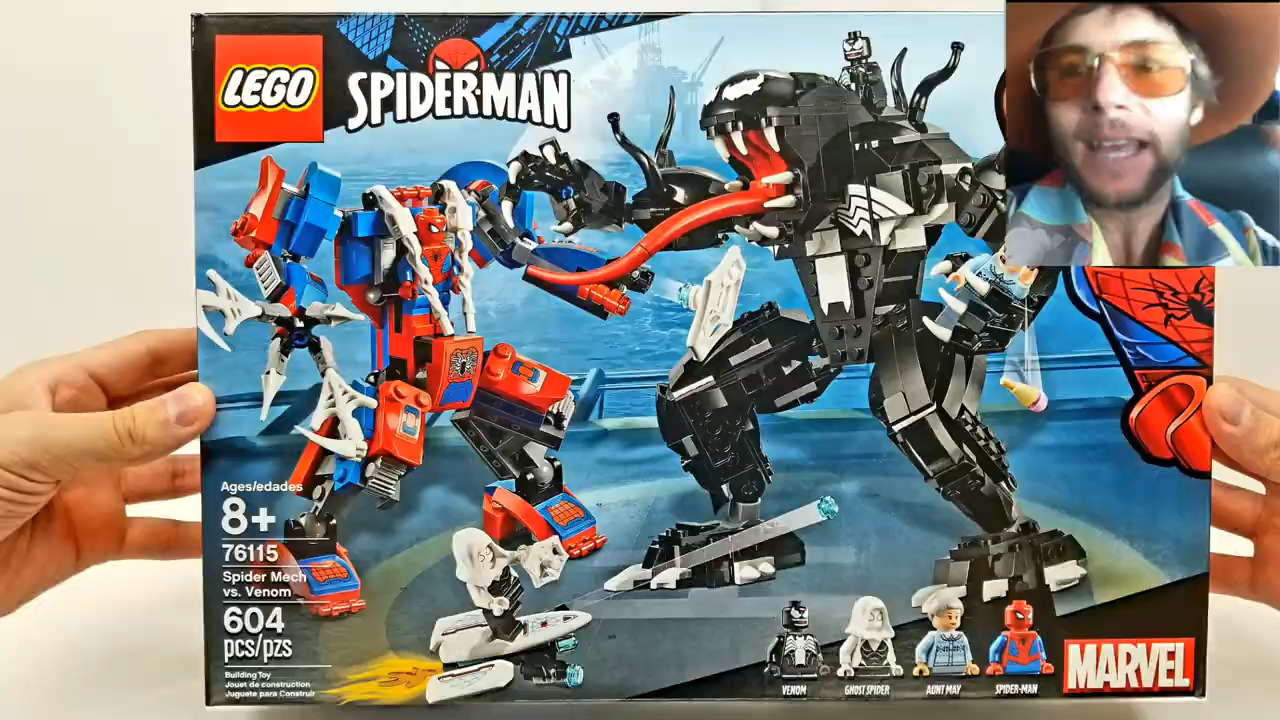 LEGO
SPIDER-MAN
Ages/edades
8+
76115
Spider Mech
vs. Venom
604
pcs/pzs
Building Toy
Jouet de construction
Juguete para Construir
VENOM
GHOST SPIDER
AUNT MAY
SPIDER-MAN
MARVEL